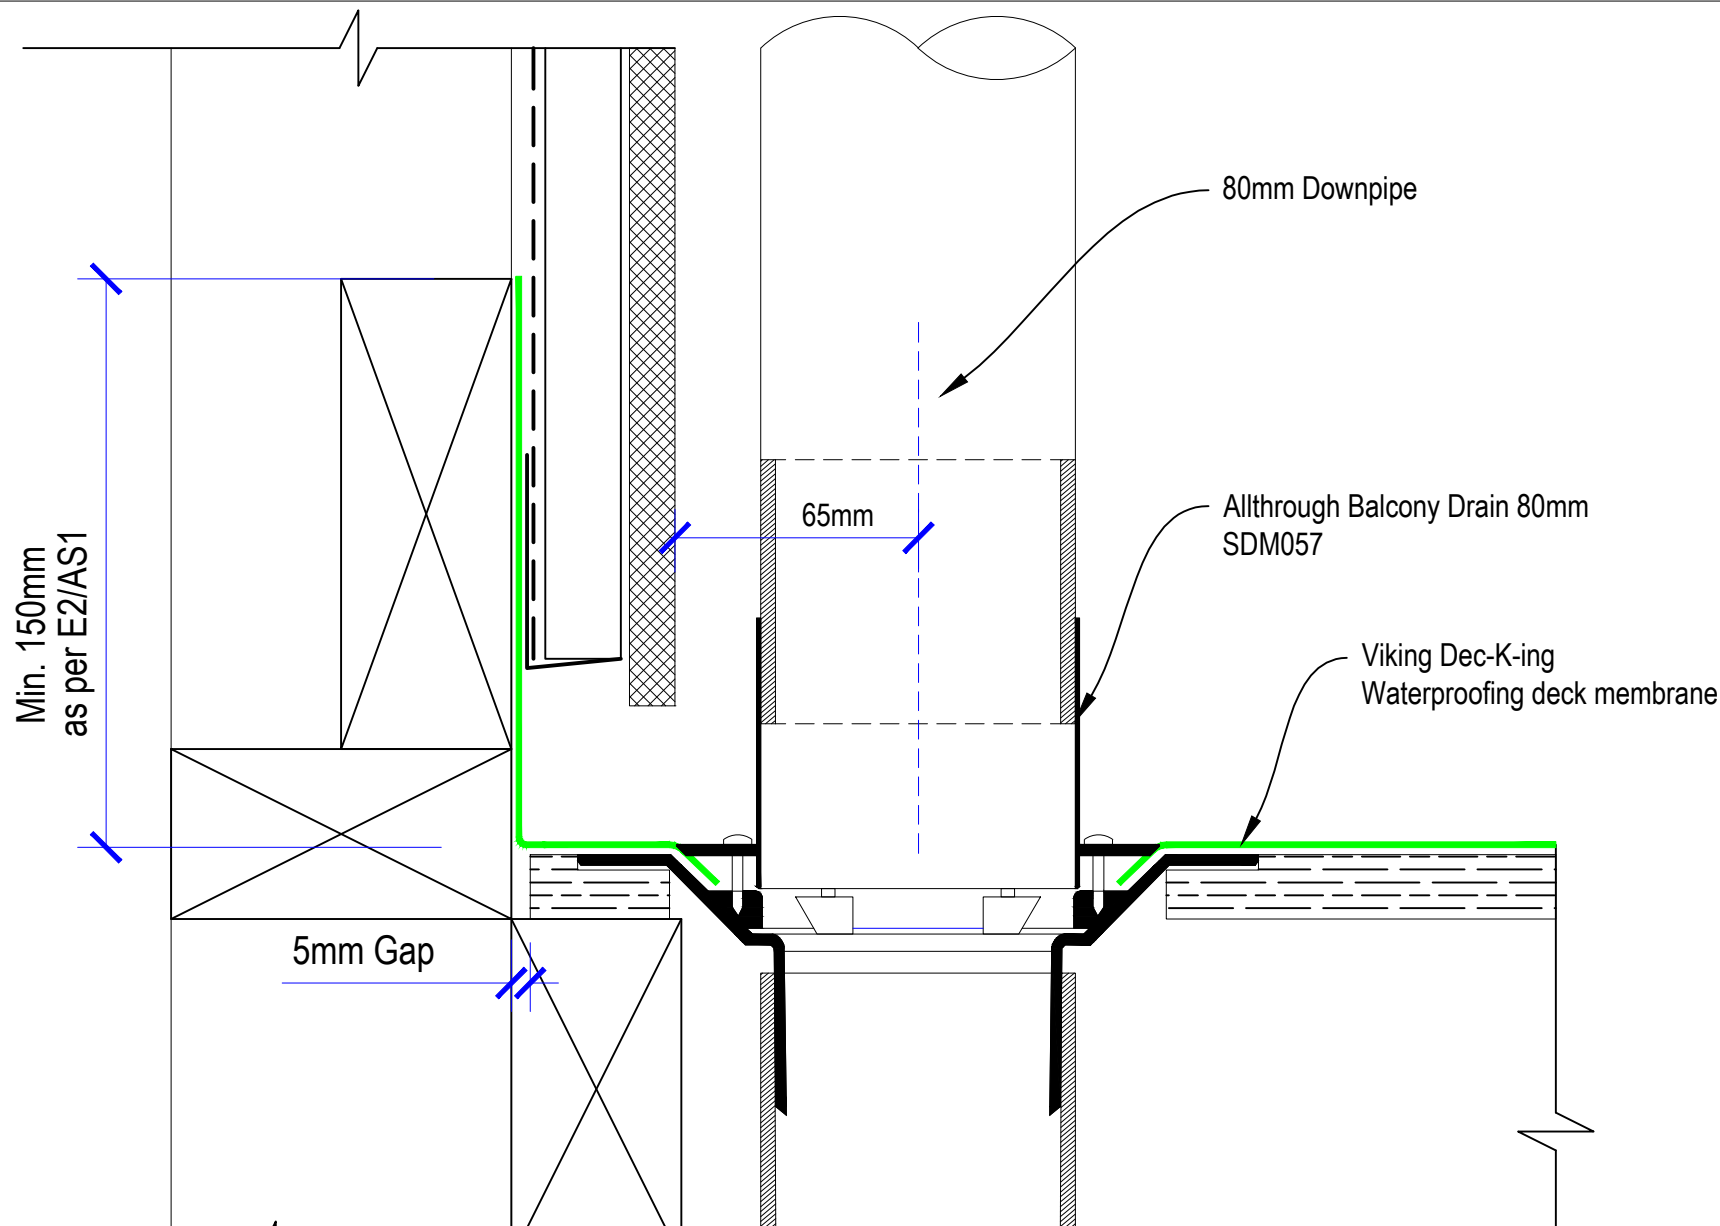 80mm Downpipe
65mm
Allthrough Balcony Drain 80mm
SDM057
Min. 150mm
as per E2/AS1
Viking Dec-K-ing
Waterproofing deck membrane
5mm Gap